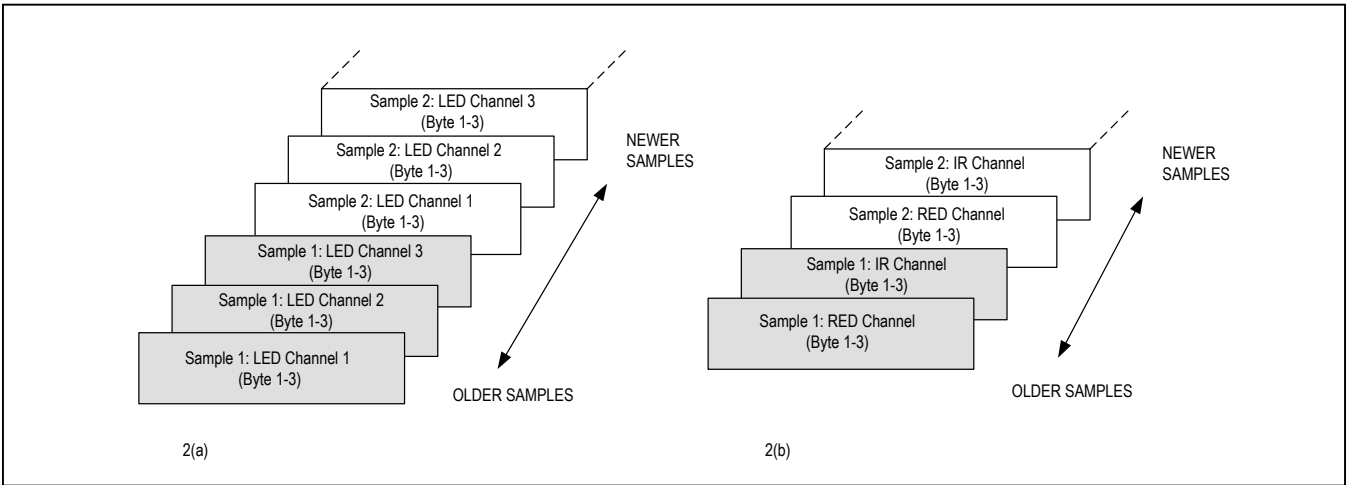 Sample 2: LED Channel 3
(Byte 1-3)
Sample 2: LED Channel 2
(Byte 1-3)
Sample 2: LED Channel 1
(Byte 1-3)
Sample 1: LED Channel 3
(Byte 1-3)
Sample 1: LED Channel 2
(Byte 1-3)
Sample 1: LED Channel 1
(Byte 1-3)
NEWER
SAMPLES
OLDER SAMPLES
2(a)
Sample 2: IR Channel
(Byte 1-3)
Sample 2: RED Channel
(Byte 1-3)
Sample 1: IR Channel
(Byte 1-3)
Sample 1: RED Channel
(Byte 1-3)
NEWER
SAMPLES
OLDER SAMPLES
2(b)